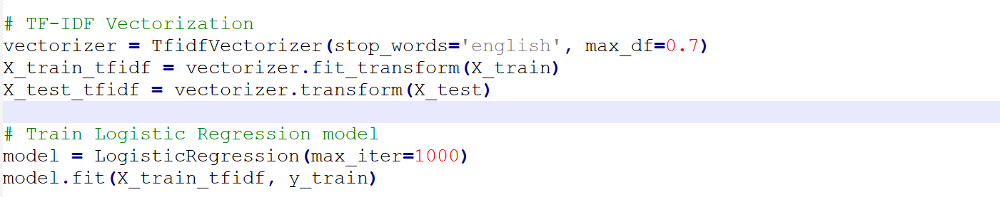 # TF-IDF Vectorization
vectorizer = TfidfVectorizer(stop_words='english', max_df=0.7)
X_train_tfidf = vectorizer.fit_transform(X_train)
X_test_tfidf = vectorizer.transform(X_test)
# Train Logistic Regression model
model = LogisticRegression(max_iter=1000)
model.fit(X_train_tfidf, y_train)